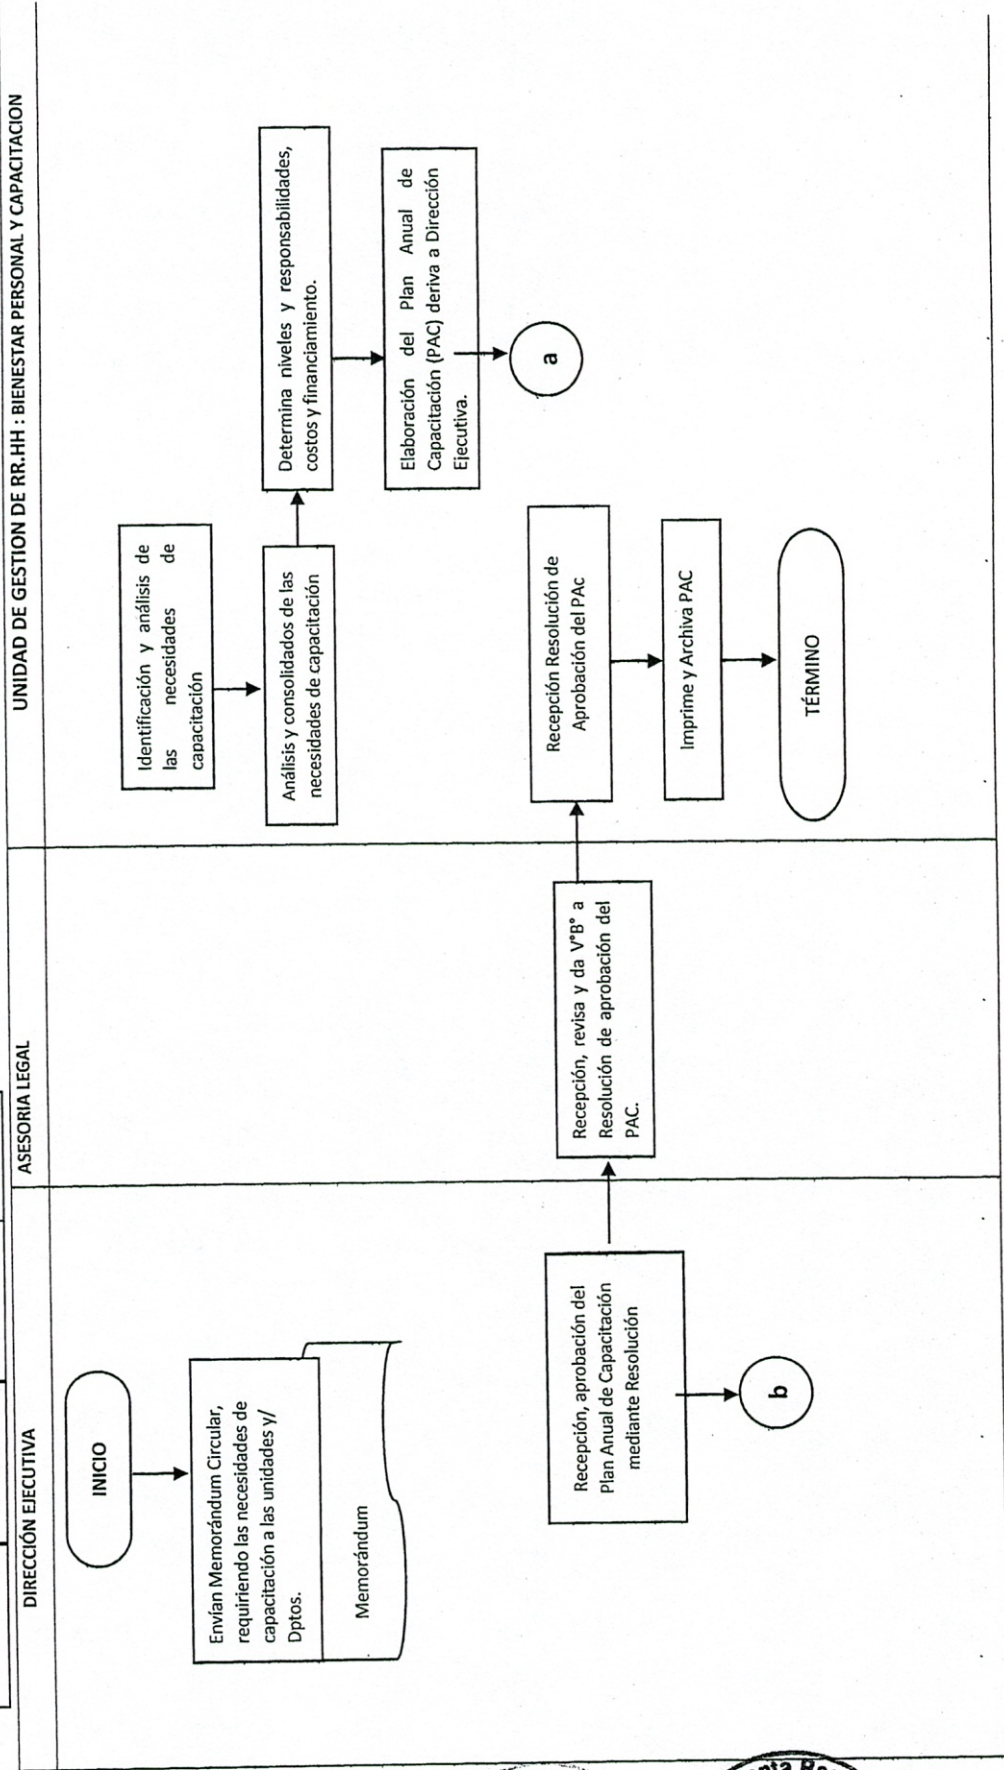 DIRECCIÓN EJECUTIVA
ASESORIA LEGAL
UNIDAD DE GESTION DE RR.HH : BIENESTAR PERSONAL Y CAPACITACION
INICIO
Envían Memorándum Circular,
requiriendo las necesidades de
capacitación a las unidades y/
Dptos.
Memorándum
Identificación y análisis de
las necesidades de
capacitación
Análisis y consolidados de las
necesidades de capacitación
Determina niveles y responsabilidades,
costos y financiamiento.
Elaboración del Plan Anual de
Capacitación (PAC) deriva a Dirección
Ejecutiva.
a
Recepción, aprobación del
Plan Anual de Capacitación
mediante Resolución
b
Recepción, revisa y da V°B° a
Resolución de aprobación del
PAC.
Recepción Resolución de
Aprobación del PAc
Imprime y Archiva PAC
TÉRMINO